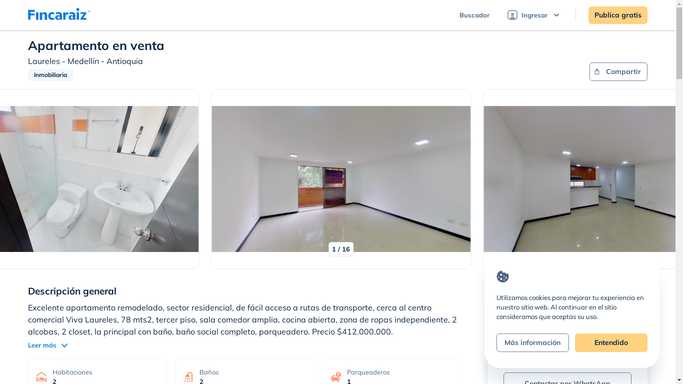 Fincaraiz
Buscador
Ingresar
Publica gratis
Apartamento en venta
Laureles - Medellín - Antioquia
Inmobiliaria
Compartir
1 / 16
Descripción general
Excelente apartamento remodelado, sector residencial, de fácil acceso a rutas de transporte, cerca al centro
comercial Viva Laureles, 78 mts2, tercer piso, sala comedor amplia, cocina abierta, zona de ropas independiente, 2
alcobas, 2 closet, la principal con baño, baño social completo, parqueadero. Precio $412.000.000.
Leer más
Habitaciones
2
Baños
2
Parqueaderos
1
Utilizamos cookies para mejorar tu experiencia en
nuestro sitio web. Al continuar en el sitio
consideramos que aceptas su uso.
Más información
Entendido
Contactar por WhatsApp